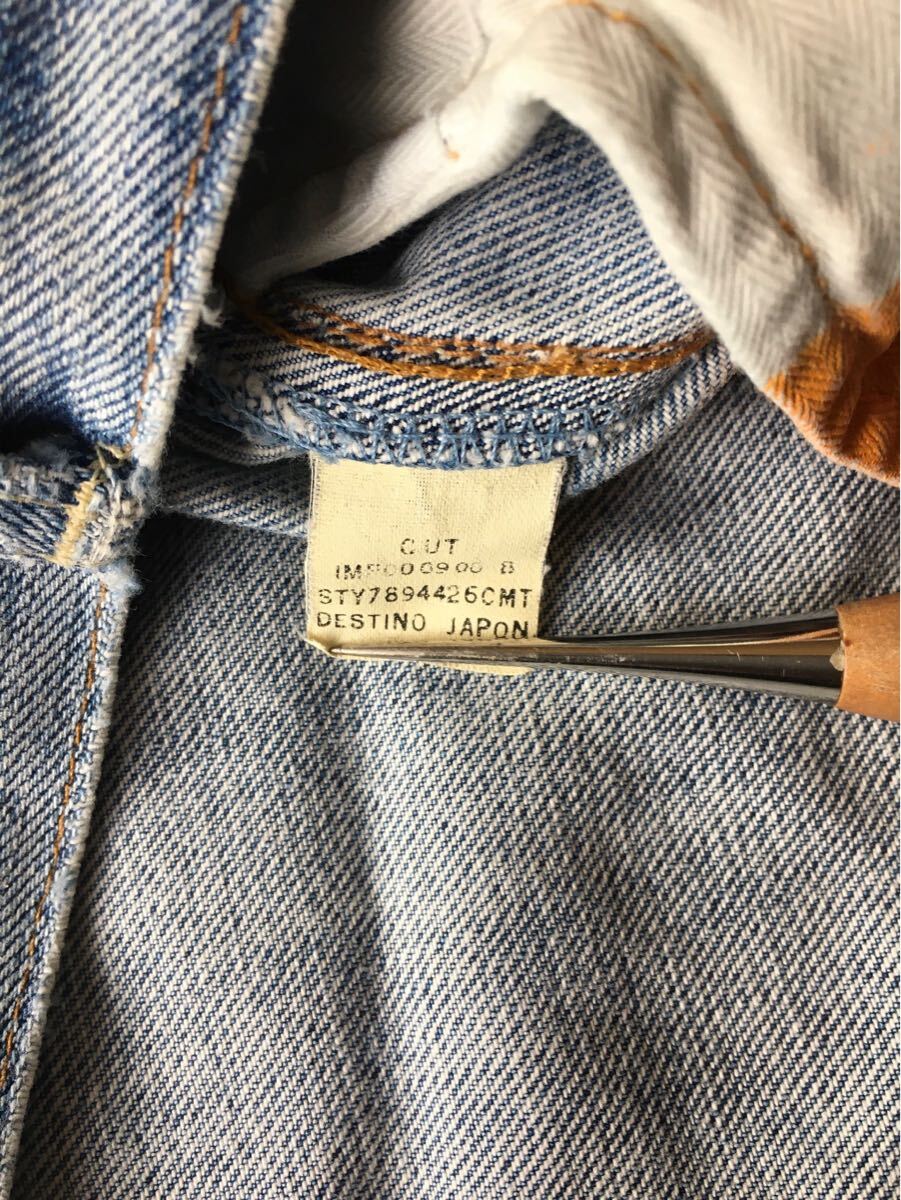 CUT
B
STY7894426CMT
DESTINO JAPON